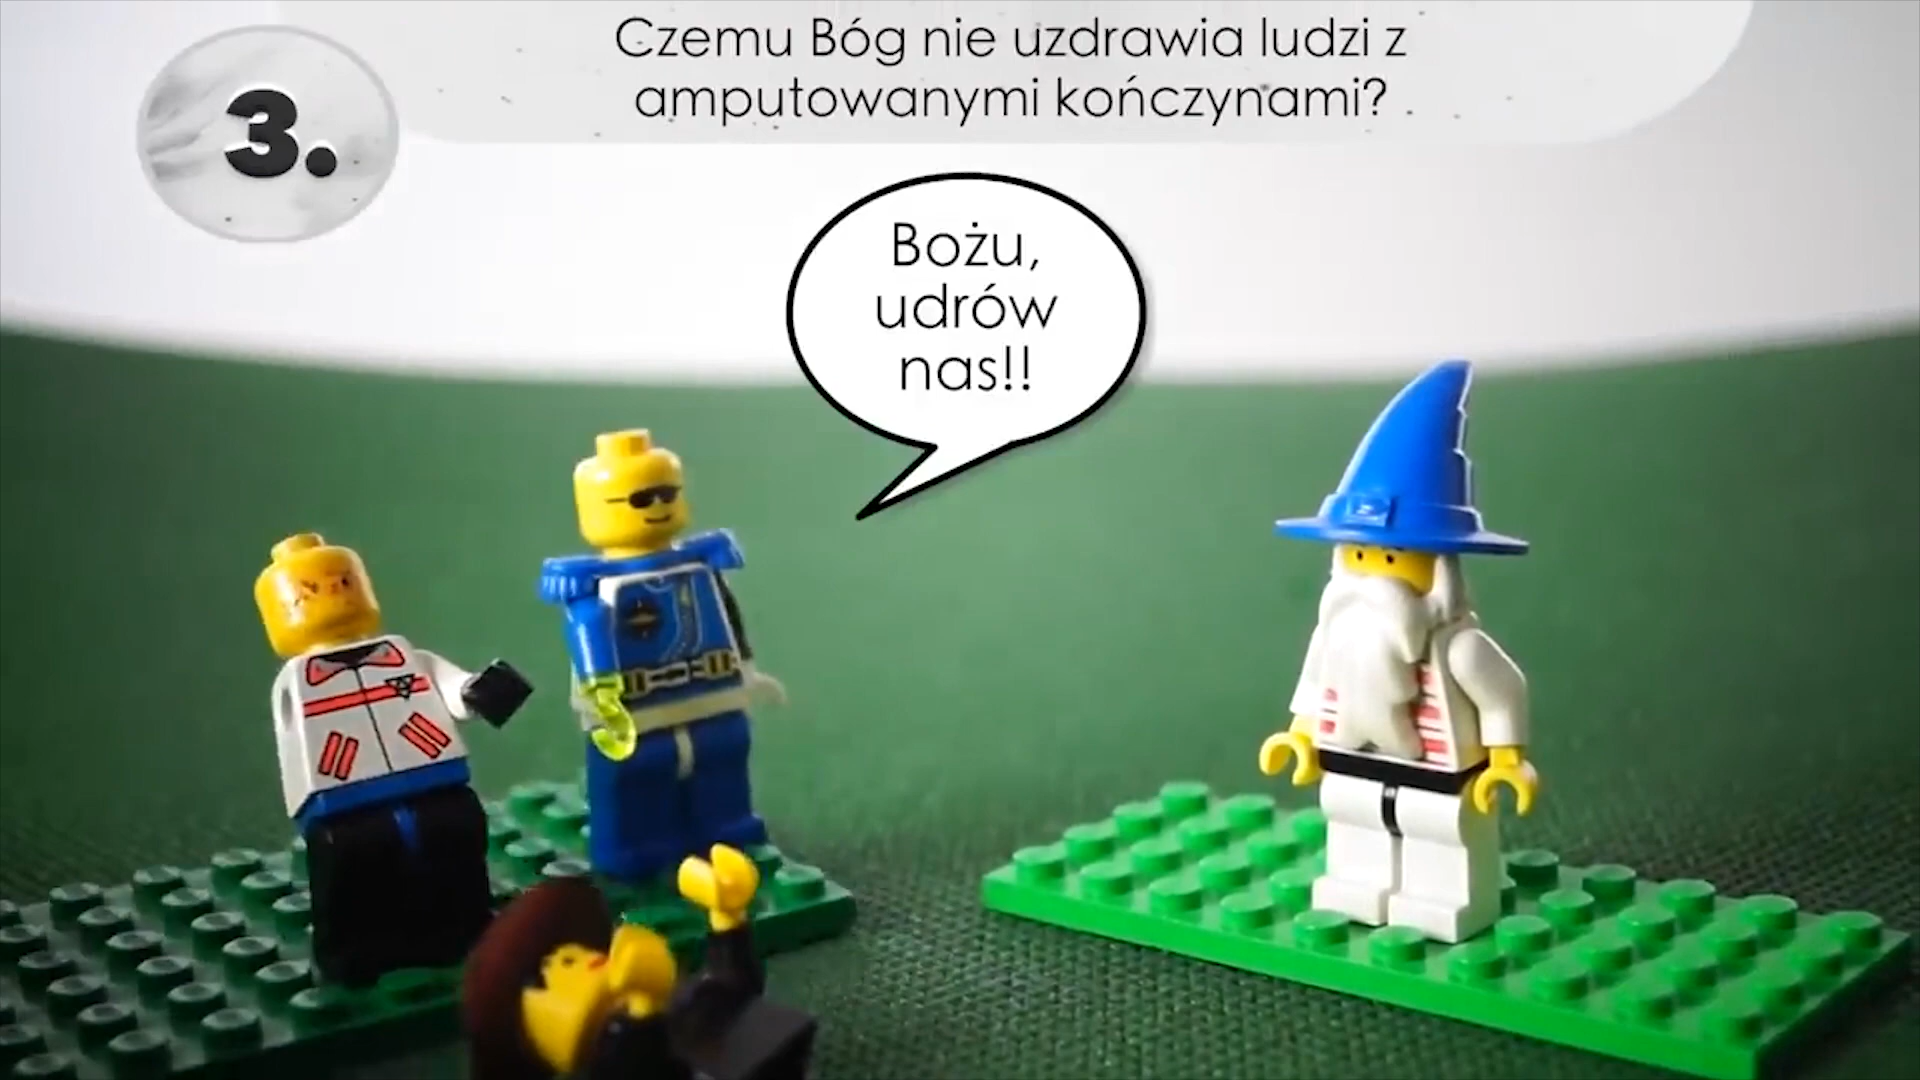 3.
Czemu Bóg nie uzdrawia ludzi z
amputowanymi kończynami?
Bożu,
udrów
nas!!